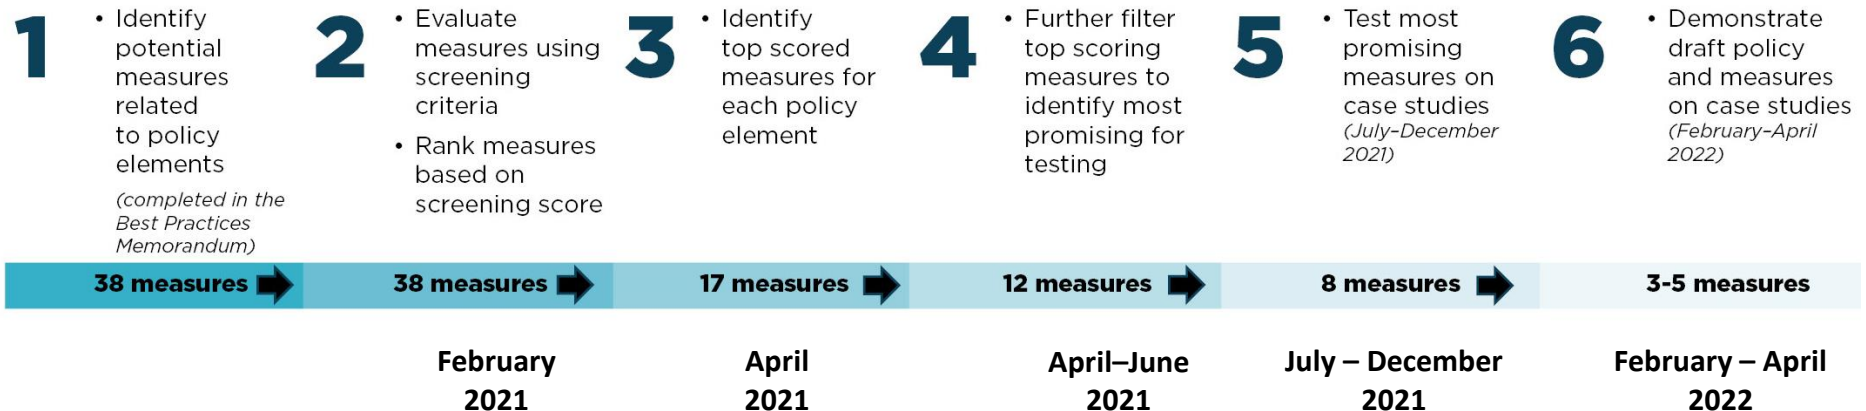 1
• Identify
potential
measures
related
to policy
elements
(completed in the
Best Practices
Memorandum)
2
• Evaluate
measures using
screening
criteria
• Rank measures
based on
screening score
3
• Identify
top scored
measures for
each policy
element
4
• Further filter
top scoring
measures to
identify most
promising for
testing
5
• Test most
promising
measures on
case studies
(July–December
2021)
6
• Demonstrate
draft policy
and measures
on case studies
(February–April
2022)
38 measures
38 measures
17 measures
12 measures
8 measures
3-5 measures
February
2021
April
2021
April–June
2021
July – December
2021
February – April
2022